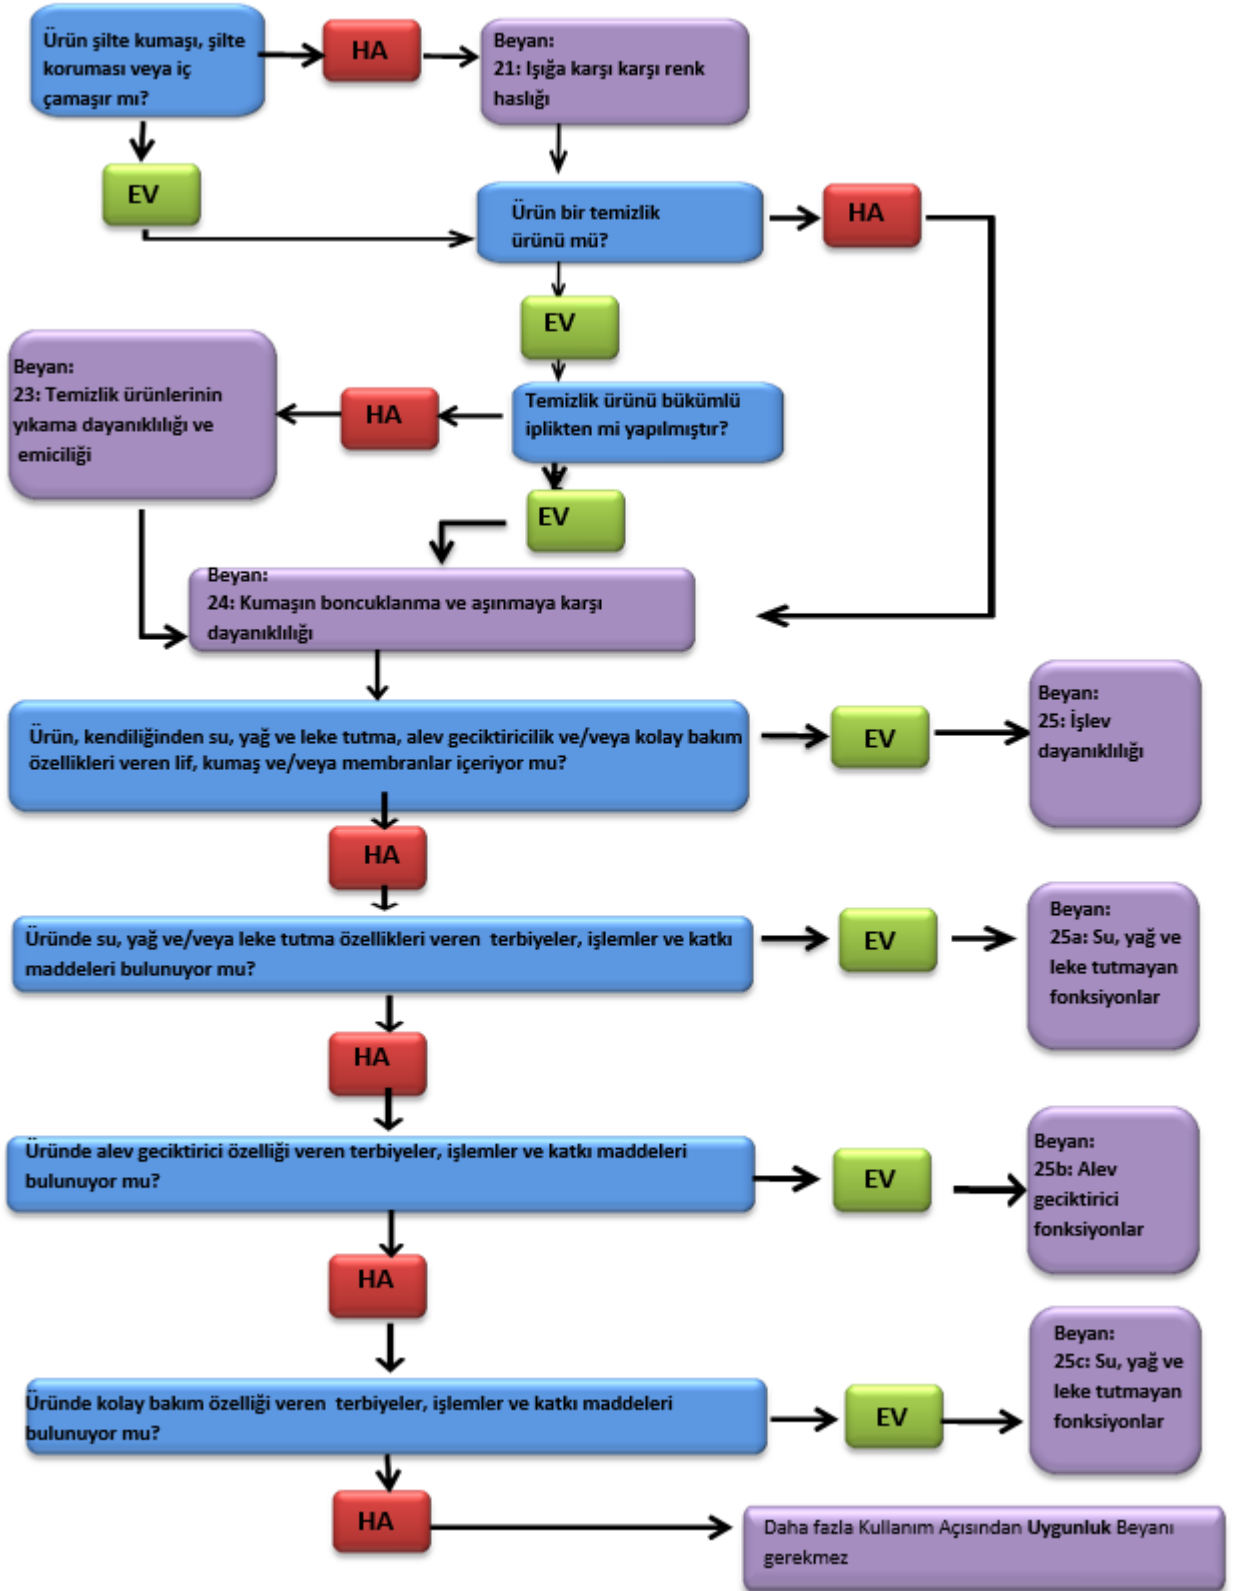 Ürün şilte kumaşı, şilte
koruması veya iç
çamaşır mı?
HA
Beyan:
21: Işığa karşı karşı renk
haslığı
EV
Ürün bir temizlik
ürünü mü?
HA
EV
Beyan:
23: Temizlik ürünlerinin
yıkama dayanıklılığı ve
emiciliği
HA
Temizlik ürünü bükümlü
iplikten mi yapılmıştır?
EV
Beyan:
24: Kumaşın boncuklanma ve aşınmaya karşı
dayanıklılığı
Ürün, kendiliğinden su, yağ ve leke tutma, alev geciktiricilik ve/veya kolay bakım
özellikleri veren lif, kumaş ve/veya membranlar içeriyor mu?
EV
Beyan:
25: İşlev
dayanıklılığı
HA
Üründe su, yağ ve/veya leke tutma özellikleri veren terbiyeler, işlemler ve katkı
maddeleri bulunuyor mu?
EV
Beyan:
25a: Su, yağ ve
leke tutmayan
fonksiyonlar
HA
Üründe alev geciktirici özelliği veren terbiyeler, işlemler ve katkı maddeleri
bulunuyor mu?
EV
Beyan:
25b: Alev
geciktirici
fonksiyonlar
HA
Üründe kolay bakım özelliği veren terbiyeler, işlemler ve katkı maddeleri
bulunuyor mu?
EV
Beyan:
25c: Su, yağ ve
leke tutmayan
fonksiyonlar
HA
Daha fazla Kullanım Açısından Uygunluk Beyanı
gerekmez